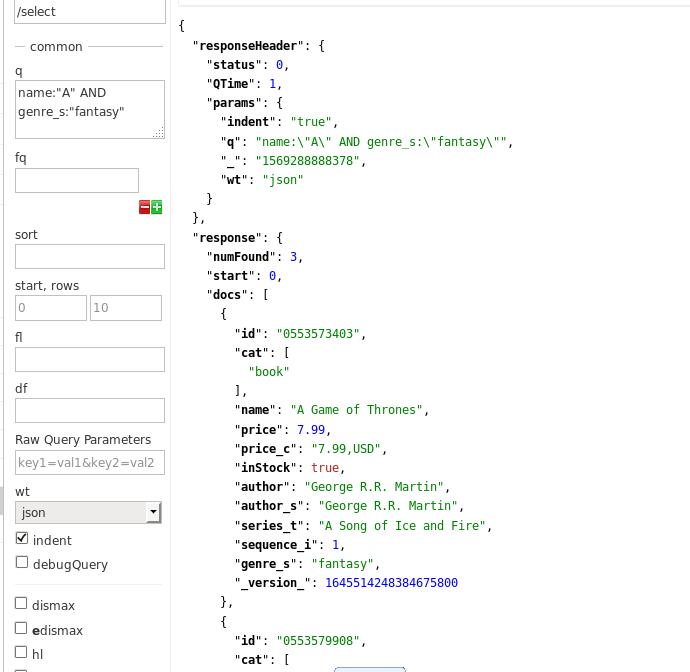 /select
common
q
name:"A" AND
genre_s:"fantasy"
fq
sort
start, rows
0 10
fl
df
Raw Query Parameters
key1=val1&key2=val2
wt
json
indent
debugQuery
dismax
edismax
hl
{
"responseHeader": {
"status": 0,
"QTime": 1,
"params": {
"indent": "true",
"q": "name:\"A\" AND genre_s:\"fantasy\"",
"_": "1569288888378",
"wt": "json"
}
},
"response": {
"numFound": 3,
"start": 0,
"docs": [
{
"id": "0553573403",
"cat": [
"book"
],
"name": "A Game of Thrones",
"price": 7.99,
"price_c": "7.99,USD",
"inStock": true,
"author": "George R.R. Martin",
"author_s": "George R.R. Martin",
"series_t": "A Song of Ice and Fire",
"sequence_i": 1,
"genre_s": "fantasy",
"_version_": 1645514248384675800
},
{
"id": "0553579908",
"cat": [